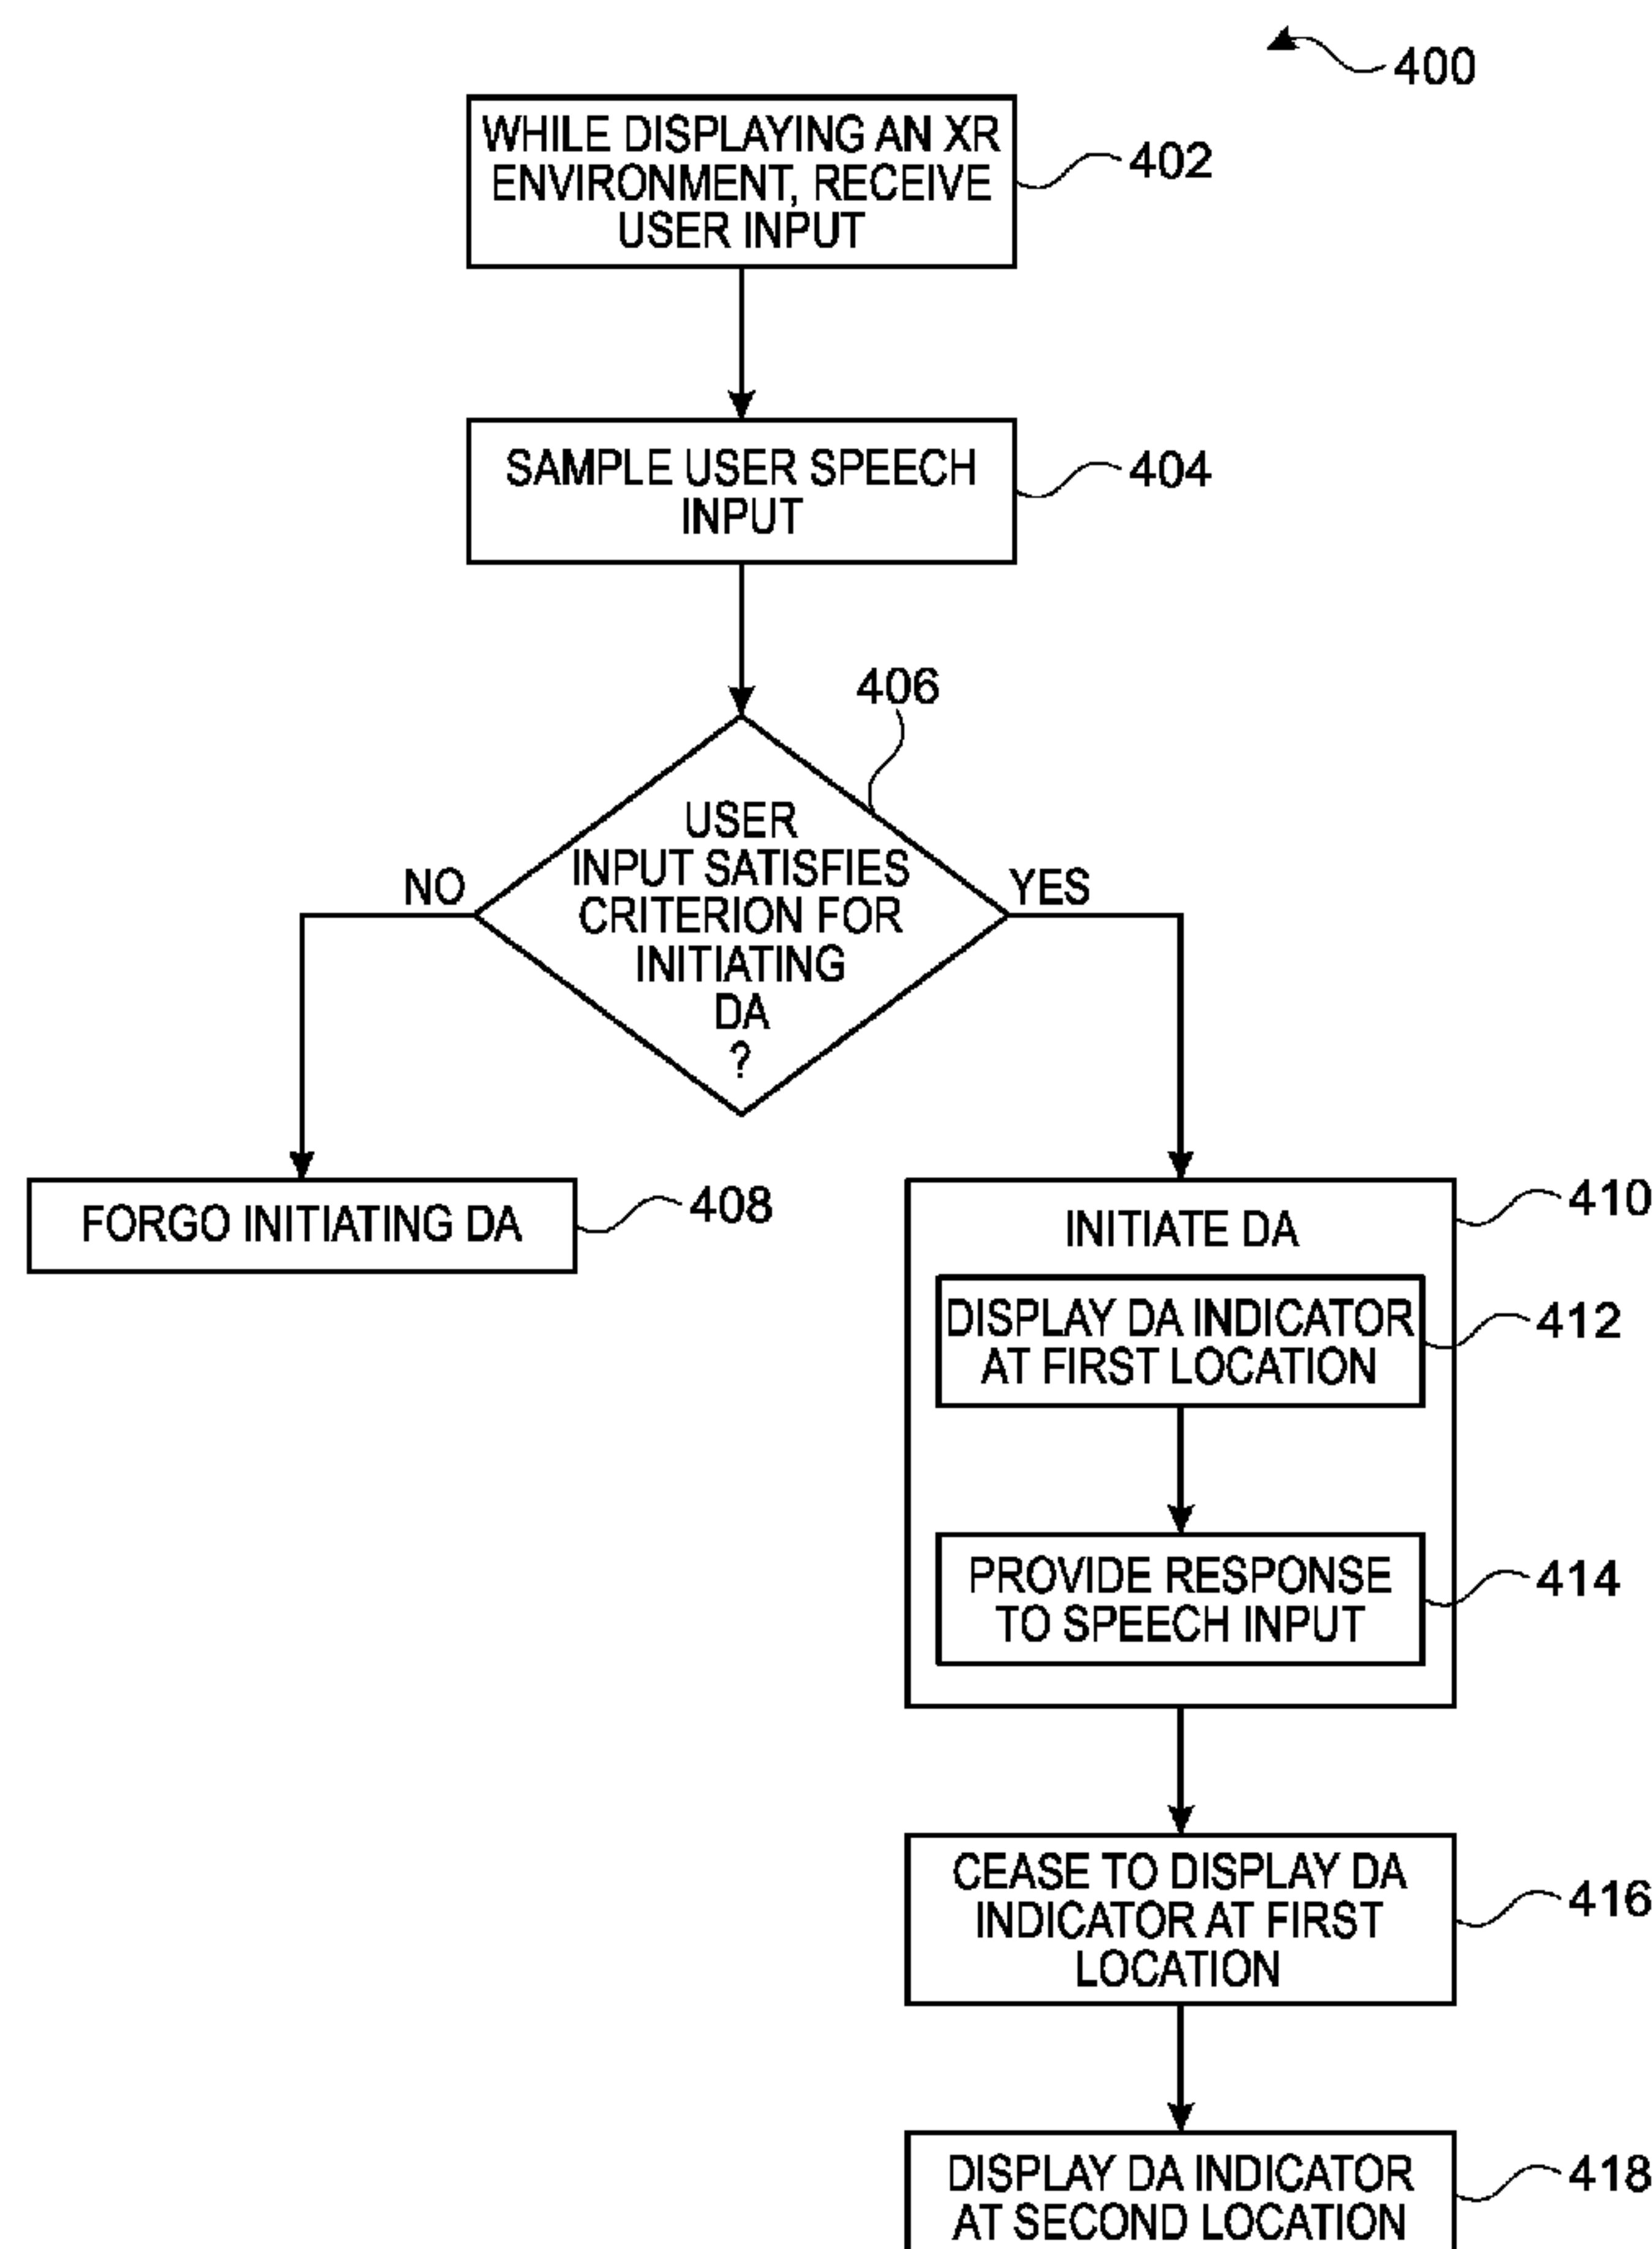 400
WHILE DISPLAYING AN XR
ENVIRONMENT, RECEIVE
USER INPUT
402
SAMPLE USER SPEECH
INPUT
404
406
USER
INPUT SATISFIES
CRITERION FOR
INITIATING
DA
?
NO
YES
FORGO INITIATING DA
408
INITIATE DA
410
DISPLAY DA INDICATOR
AT FIRST LOCATION
412
PROVIDE RESPONSE
TO SPEECH INPUT
414
CEASE TO DISPLAY DA
INDICATOR AT FIRST
LOCATION
416
DISPLAY DA INDICATOR
AT SECOND LOCATION
418